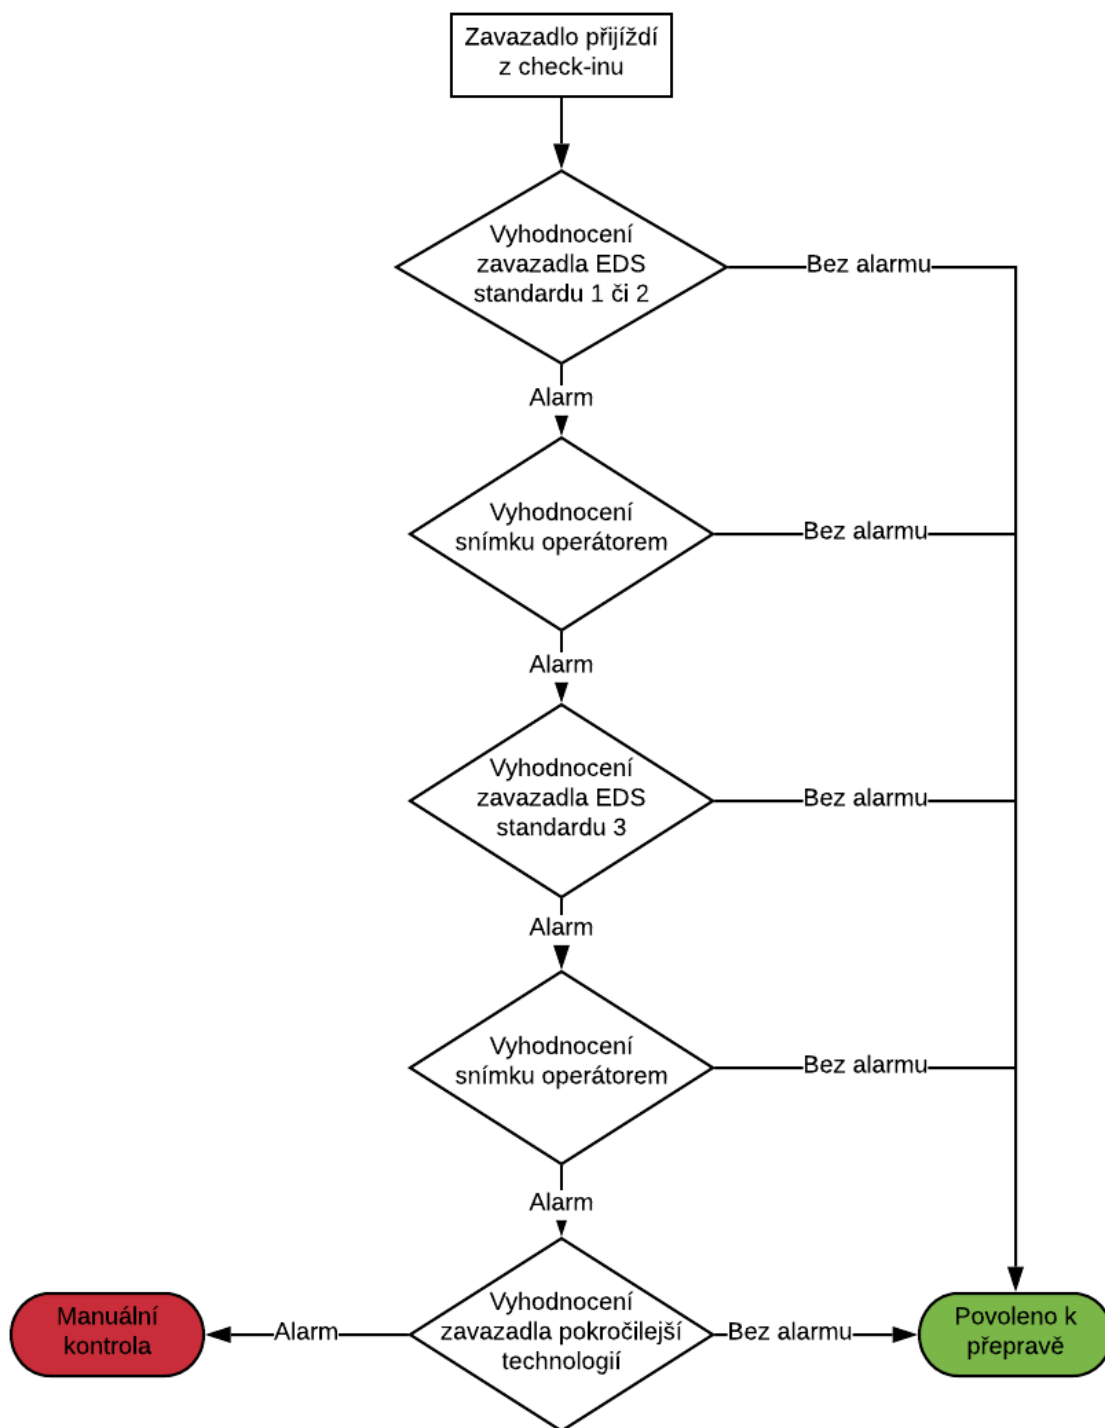 Zavazadlo přijíždí
z check-inu
Vyhodnocení
zavazadla EDS
standardu 1 či 2
Bez alarmu
Alarm
Vyhodnocení
snímku operátorem
Bez alarmu
Alarm
Vyhodnocení
zavazadla EDS
standardu 3
Bez alarmu
Alarm
Vyhodnocení
snímku operátorem
Bez alarmu
Alarm
Manuální
kontrola
Alarm
Vyhodnocení
zavazadla pokročilejší
technologií
Bez alarmu
Povoleno k
přepravě